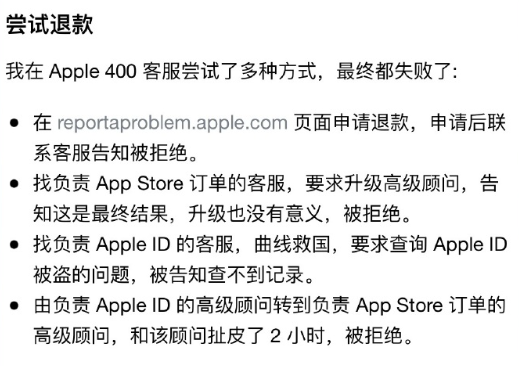 尝试退款
我在 Apple 400 客服尝试了多种方式，最终都失败了:
● 在 reportaproblem.apple.com 页面申请退款，申请后联
系客服告知被拒绝。
● 找负责 App Store 订单的客服，要求升级高级顾问，告
知这是最终结果，升级也没有意义，被拒绝。
● 找负责 Apple ID 的客服，曲线救国，要求查询 Apple ID
被盗的问题，被告知查不到记录。
● 由负责 Apple ID 的高级顾问转到负责 App Store 订单的
高级顾问，和该顾问扯皮了 2 小时，被拒绝。